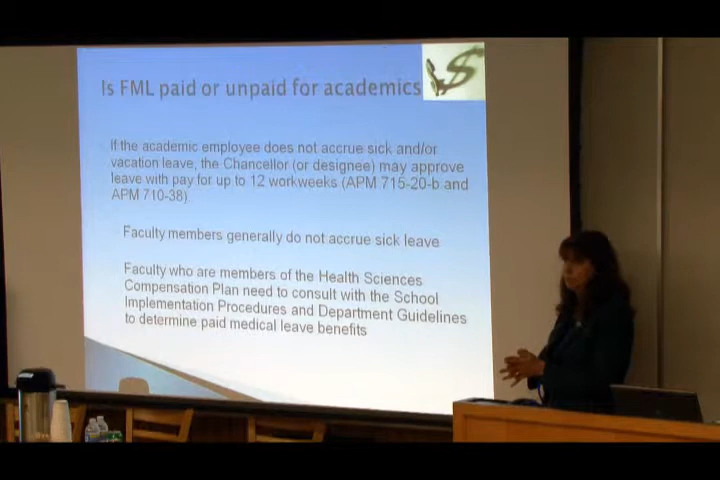 Is FML paid or unpaid for academics
If the academic employee does not accrue sick and/or
vacation leave, the Chancellor (or designee) may approve
leave with pay for up to 12 workweeks (APM 715-20-b and
APM 710-38)
Faculty members generally do not accrue sick leave
Faculty who are members of the Health Sciences
Compensation Plan need to consult with the School
Implementation Procedures and Department Guidelines
to determine paid medical leave benefits